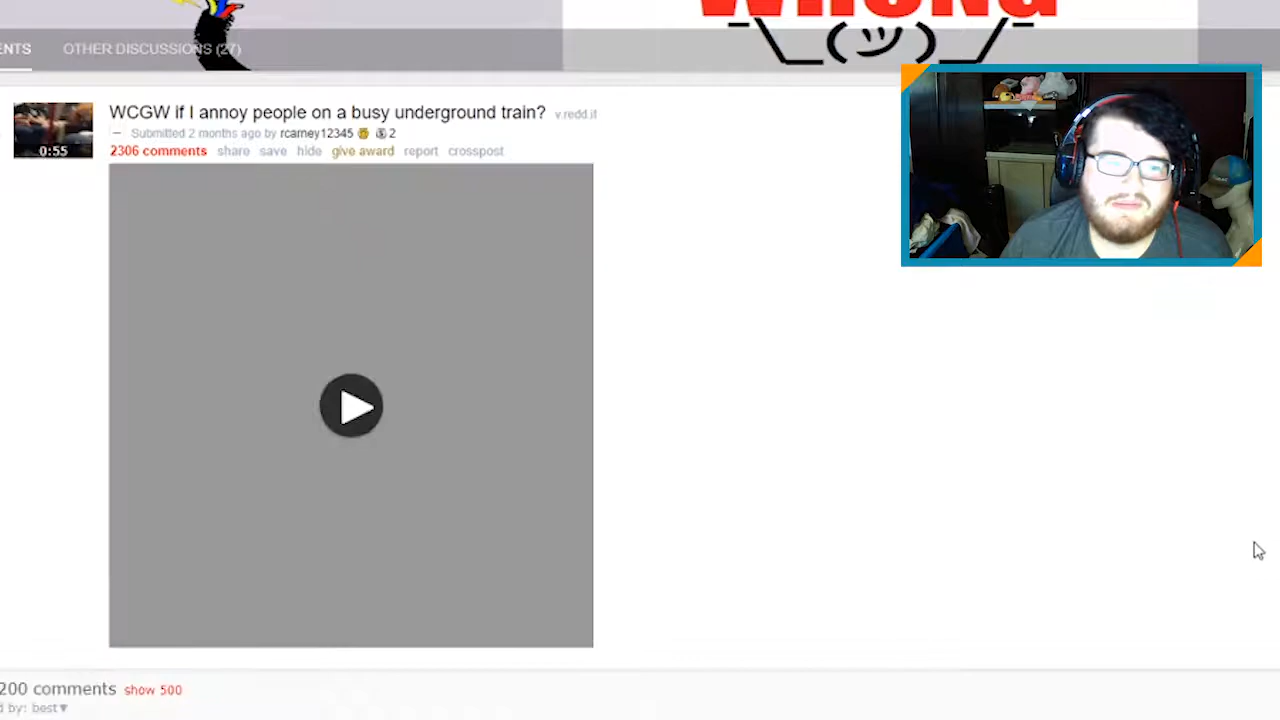 WRONG
¯\_(ツ)_/¯
ENTS OTHER DISCUSSIONS (27)
WCGW if I annoy people on a busy underground train? v.redd.it
Submitted 2 months ago by rcarney12345 2
0:55
2306 comments share save hide give award report crosspost
200 comments show 500
d by: best▼